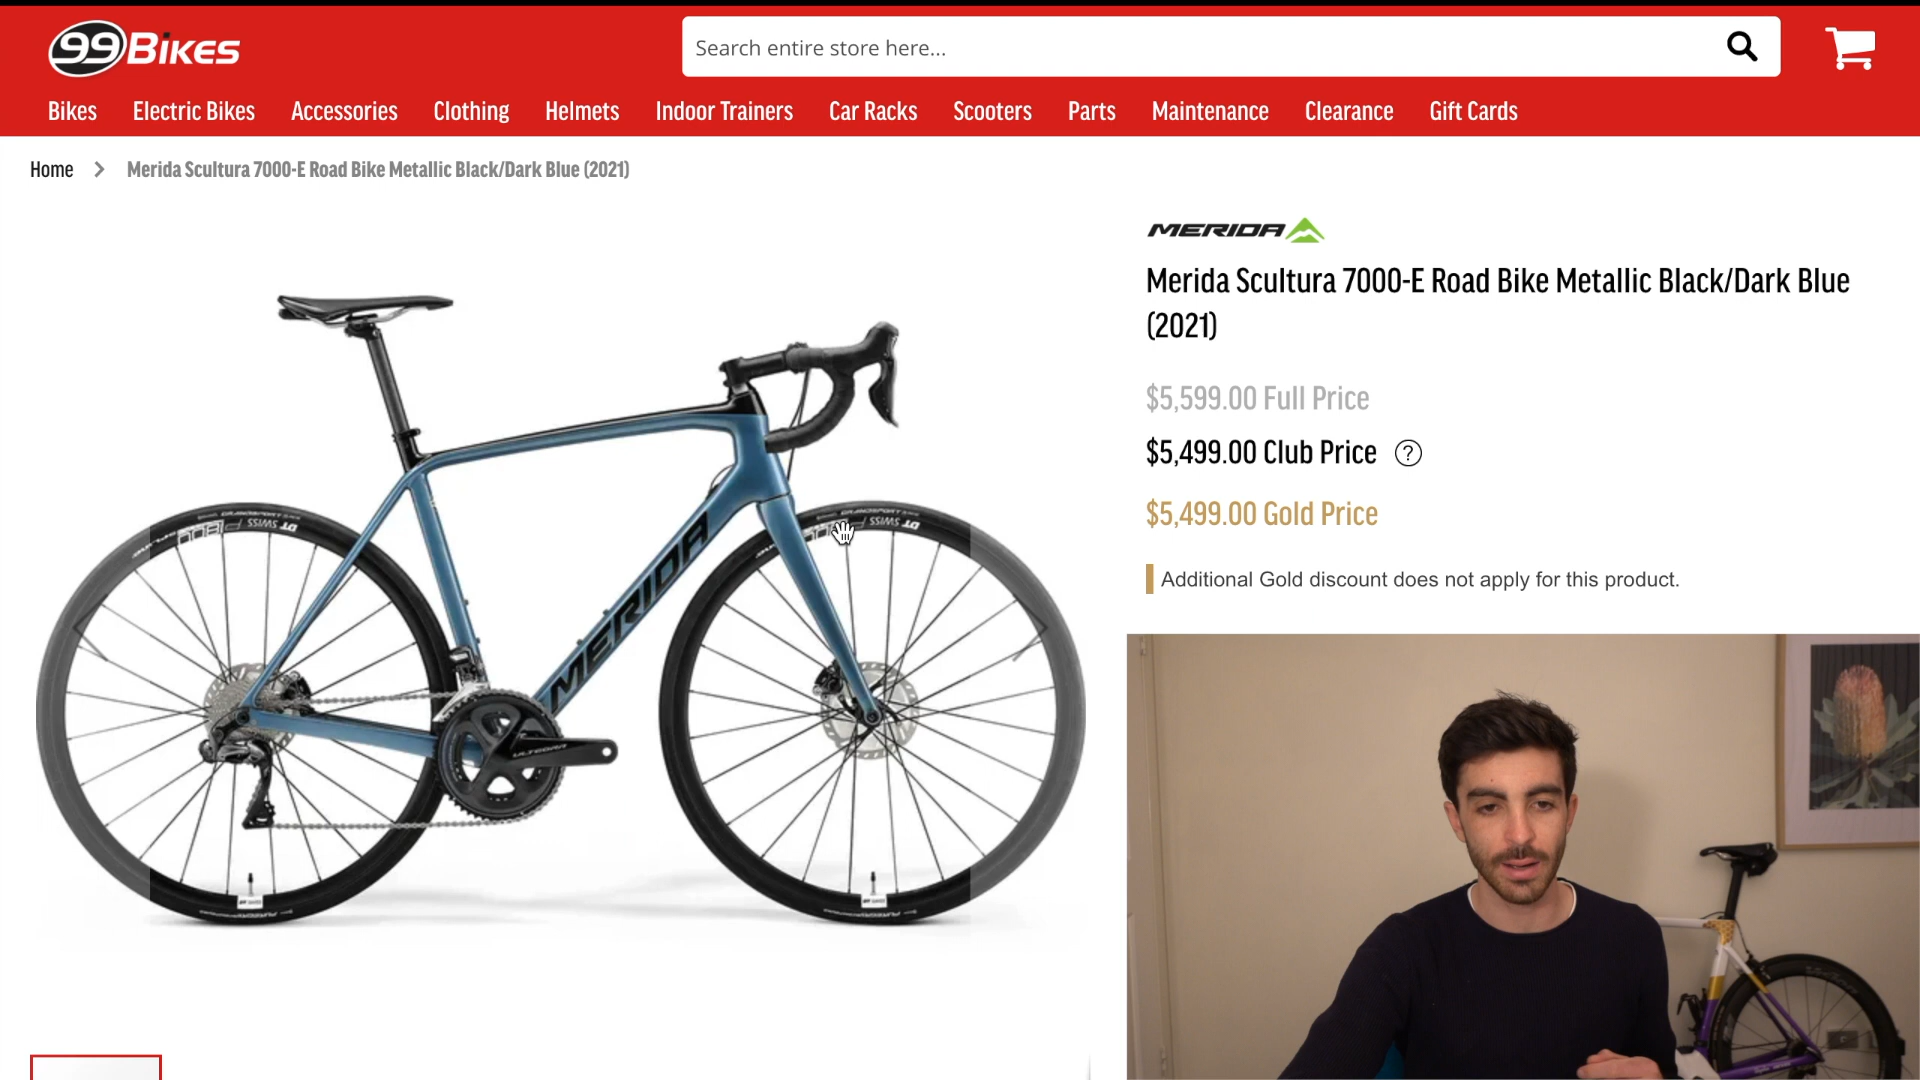 99 BIKES
Search entire store here...
Bikes Electric Bikes Accessories Clothing Helmets Indoor Trainers Car Racks Scooters Parts Maintenance Clearance Gift Cards
Home > Merida Scultura 7000-E Road Bike Metallic Black/Dark Blue (2021)
MERIDA
Merida Scultura 7000-E Road Bike Metallic Black/Dark Blue
(2021)
$5,599.00 Full Price
$5,499.00 Club Price ?
$5,499.00 Gold Price
Additional Gold discount does not apply for this product.
DT SWISS
DT SWISS
MERIDA
ULTEGRA